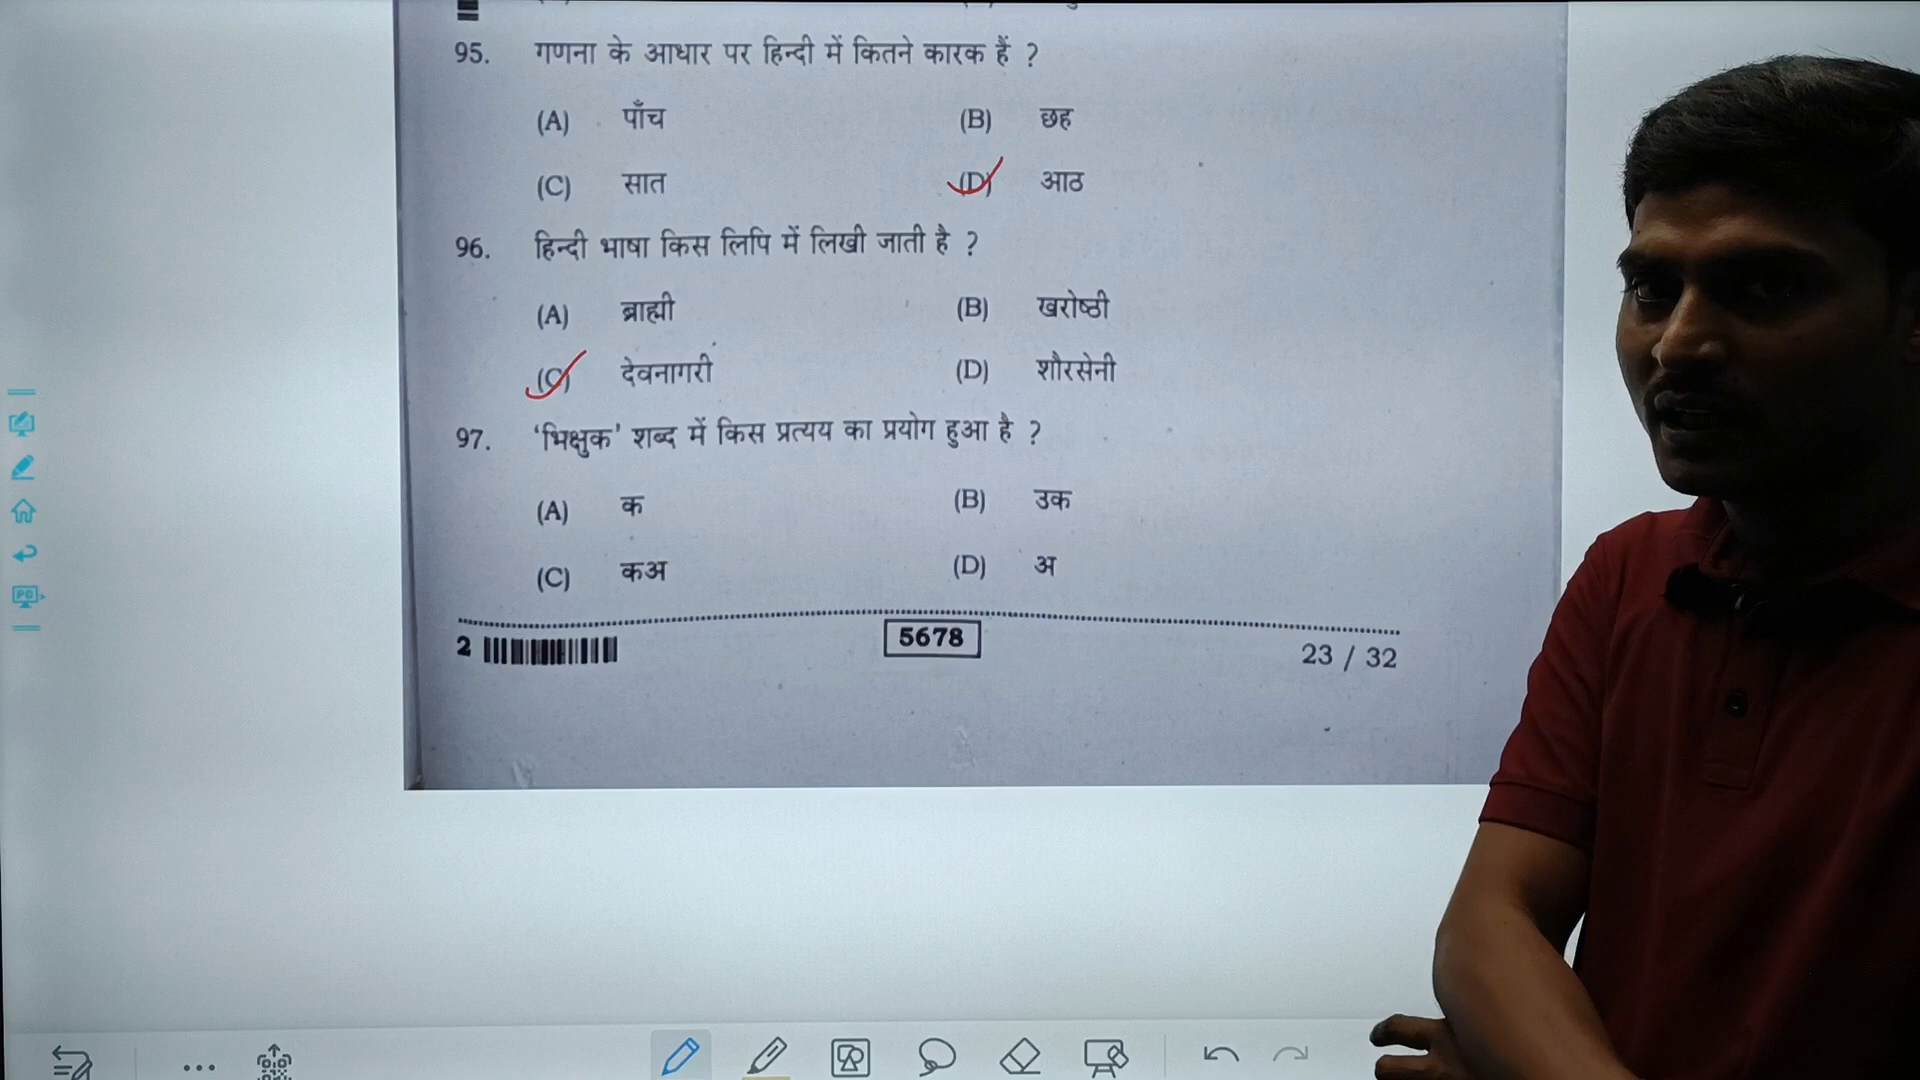 95. गणना के आधार पर हिन्दी में कितने कारक हैं ?
(A) पाँच (B) छह
(C) सात (D) आठ
96. हिन्दी भाषा किस लिपि में लिखी जाती है ?
(A) ब्राह्मी (B) खरोष्ठी
(C) देवनागरी (D) शौरसेनी
97. ‘भिक्षुक’ शब्द में किस प्रत्यय का प्रयोग हुआ है ?
(A) क (B) उक
(C) कअ (D) अ
2 5678 23 / 32